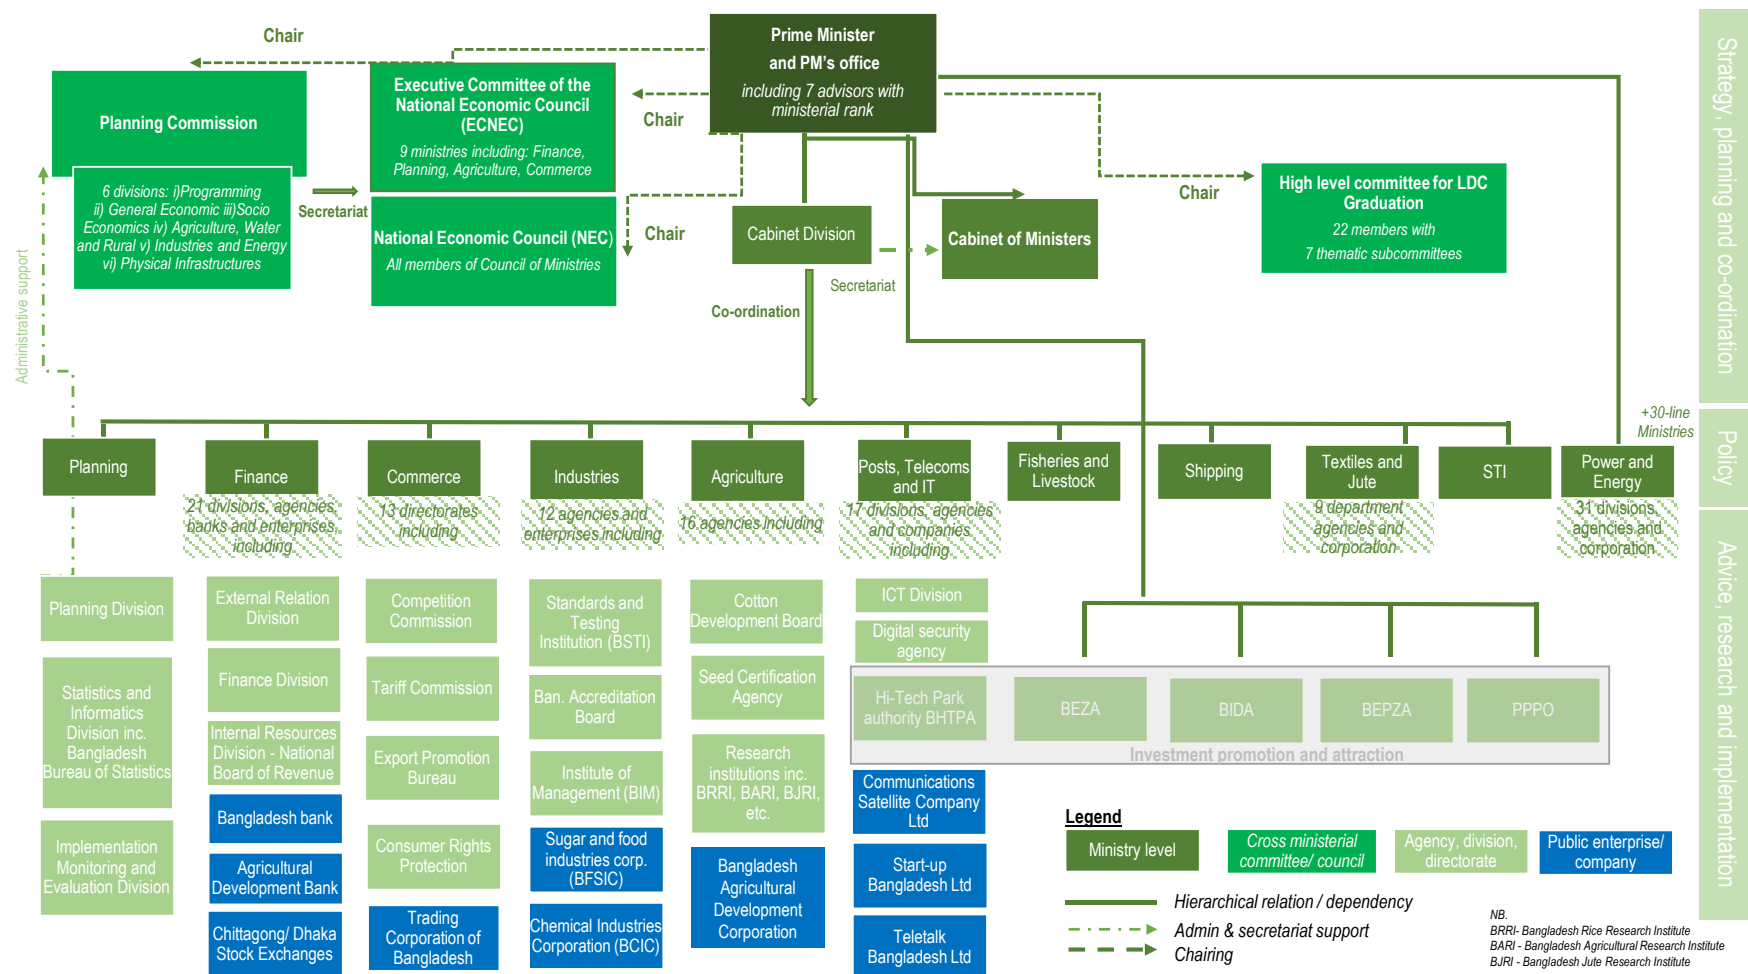 Chair
Prime Minister
and PM's office
including 7 advisors with
ministerial rank
Planning Commission
6 divisions: i)Programming
ii) General Economic iii)Socio
Economics iv) Agriculture, Water
and Rural v) Industries and Energy
vi) Physical Infrastructures
Secretariat
Executive Committee of the
National Economic Council
(ECNEC)
9 ministries including: Finance,
Planning, Agriculture, Commerce
Chair
National Economic Council (NEC)
All members of Council of Ministries
Chair
Cabinet Division
Secretariat
Cabinet of Ministers
Chair
High level committee for LDC
Graduation
22 members with
7 thematic subcommittees
Co-ordination
Administrative support
Strategy, planning and co-ordination
Policy
Advice, research and implementation
+30-line
Ministries
Planning
Finance
21 divisions, agencies,
banks and enterprises,
including
Commerce
13 directorates
including
Industries
12 agencies and
enterprises including
Agriculture
16 agencies including
Posts, Telecoms
and IT
17 divisions, agencies
and companies
including
Fisheries and
Livestock
Shipping
Textiles and
Jute
9 department
agencies and
corporation
STI
Power and
Energy
31 divisions,
agencies and
corporation
Planning Division
Statistics and
Informatics
Division inc.
Bangladesh
Bureau of Statistics
Implementation
Monitoring and
Evaluation Division
External Relation
Division
Finance Division
Internal Resources
Division - National
Board of Revenue
Bangladesh bank
Agricultural
Development Bank
Chittagong/ Dhaka
Stock Exchanges
Competition
Commission
Tariff Commission
Export Promotion
Bureau
Consumer Rights
Protection
Trading
Corporation of
Bangladesh
Standards and
Testing
Institution (BSTI)
Ban. Accreditation
Board
Institute of
Management (BIM)
Sugar and food
industries corp.
(BFSIC)
Chemical Industries
Corporation (BCIC)
Cotton
Development Board
Seed Certification
Agency
Research
institutions inc.
BRRI, BARI, BJRI,
etc.
Bangladesh
Agricultural
Development
Corporation
ICT Division
Digital security
agency
Hi-Tech Park
authority BHTPA
BEZA
BIDA
BEPZA
PPPO
Investment promotion and attraction
Communications
Satellite Company
Ltd
Start-up
Bangladesh Ltd
Teletalk
Bangladesh Ltd
Legend
Ministry level
Cross ministerial
committee/ council
Agency, division,
directorate
Public enterprise/
company
Hierarchical relation / dependency
Admin & secretariat support
Chairing
NB.
BRRI- Bangladesh Rice Research Institute
BARI - Bangladesh Agricultural Research Institute
BJRI - Bangladesh Jute Research Institute